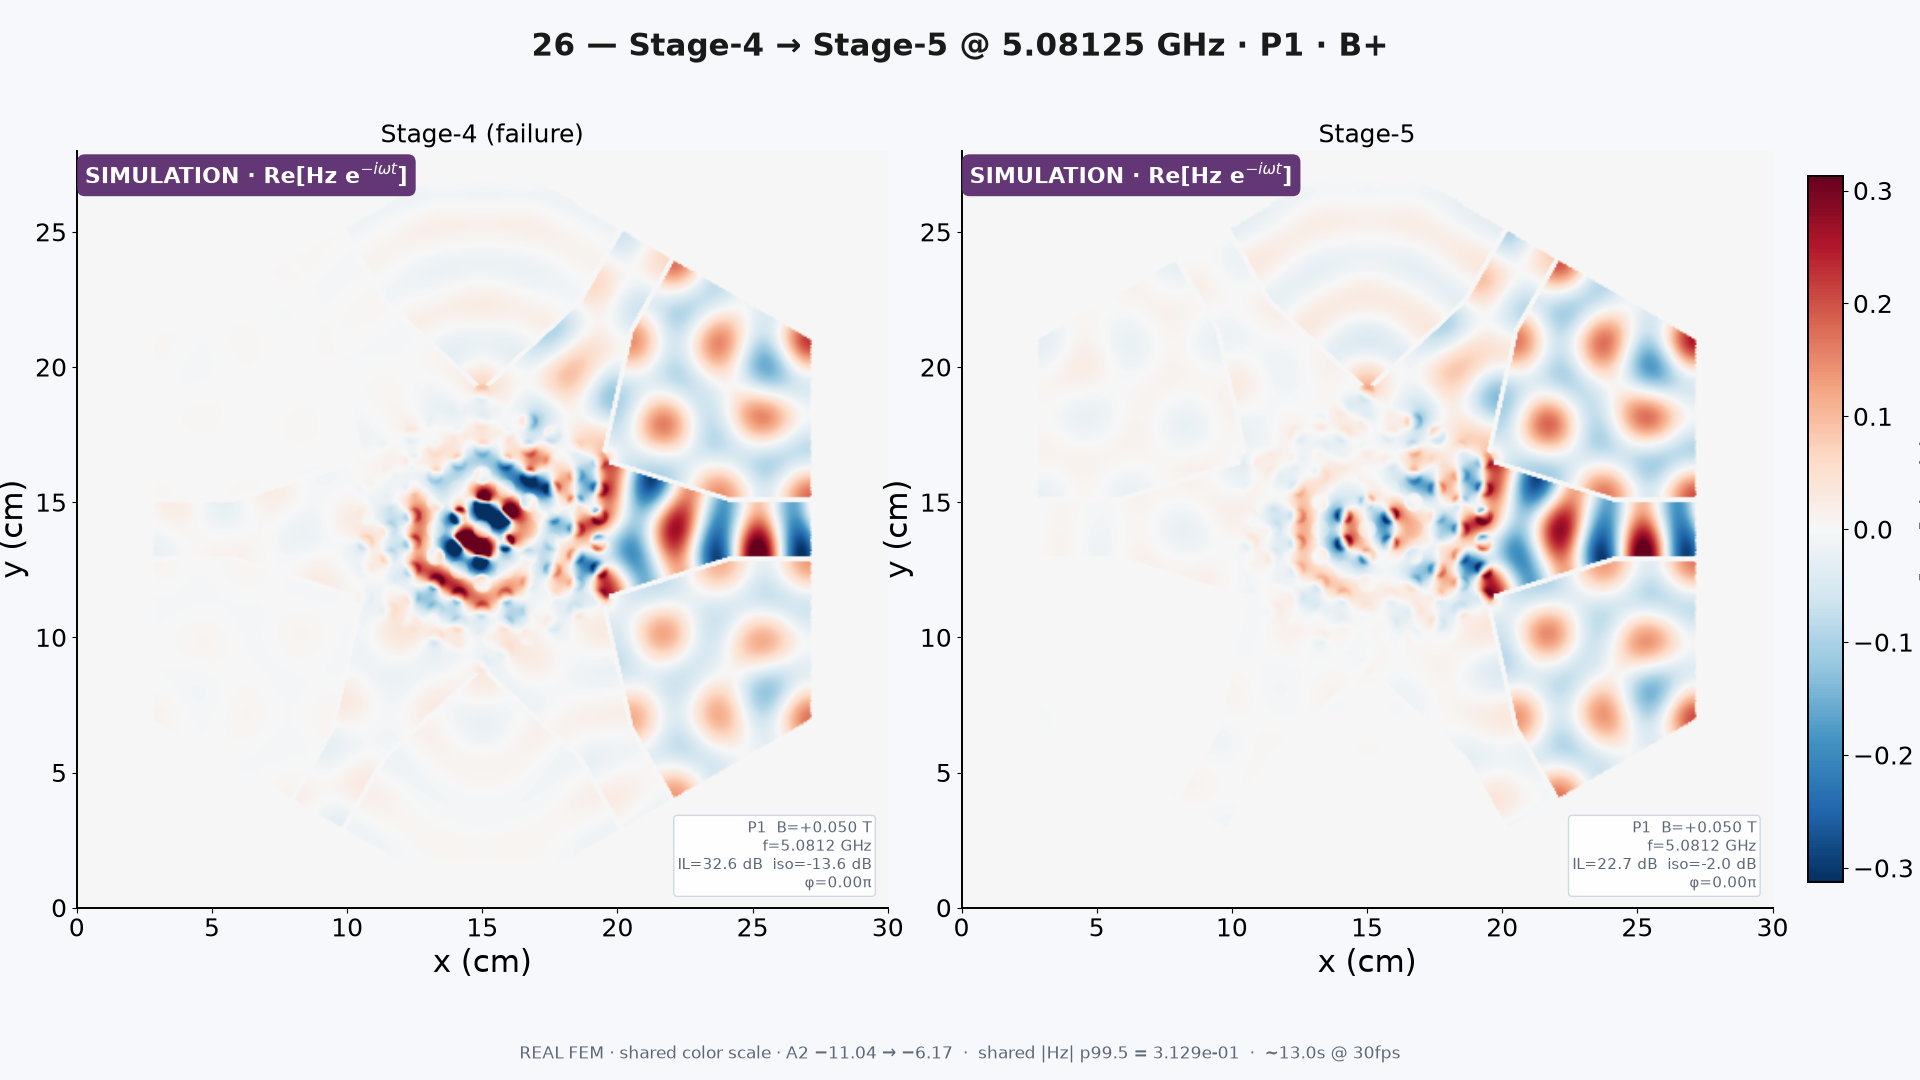 26 — Stage-4 → Stage-5 @ 5.08125 GHz · P1 · B+
Stage-4 (failure)
SIMULATION · Re[Hz e^{−iωt}]
25
20
15
10
5
0
y (cm)
0 5 10 15 20 25 30
x (cm)
P1 B=+0.050 T
f=5.0812 GHz
IL=32.6 dB iso=-13.6 dB
φ=0.00π
Stage-5
SIMULATION · Re[Hz e^{−iωt}]
25
20
15
10
5
0
y (cm)
0 5 10 15 20 25 30
x (cm)
P1 B=+0.050 T
f=5.0812 GHz
IL=22.7 dB iso=-2.0 dB
φ=0.00π
0.3
0.2
0.1
0.0
−0.1
−0.2
−0.3
REAL FEM · shared color scale · A2 −11.04 → −6.17 · shared |Hz| p99.5 = 3.129e-01 · ~13.0s @ 30fps